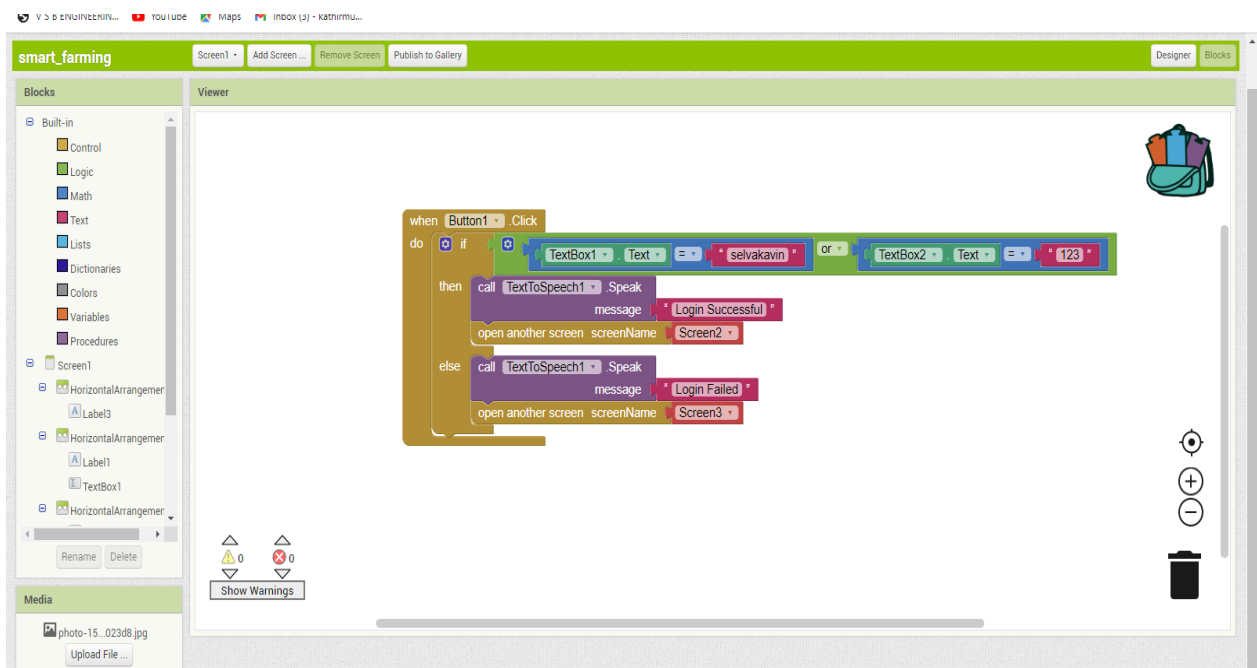 V S B ENGINEERIN... YouTube Maps Inbox (3) - kathirmu...
smart_farming Screen1 Add Screen ... Remove Screen Publish to Gallery Designer Blocks
Blocks
Viewer
Built-in
Control
Logic
Math
Text
Lists
Dictionaries
Colors
Variables
Procedures
Screen1
HorizontalArrangemer
Label3
HorizontalArrangemer
Label1
TextBox1
HorizontalArrangemer
Rename Delete
Media
photo-15...023d8.jpg
Upload File ...
when Button1 .Click
do if TextBox1 . Text = " selvakavin " or TextBox2 . Text = " 123 "
then call TextToSpeech1 .Speak
message " Login Successful "
open another screen screenName Screen2
else call TextToSpeech1 .Speak
message " Login Failed "
open another screen screenName Screen3
0 0
Show Warnings